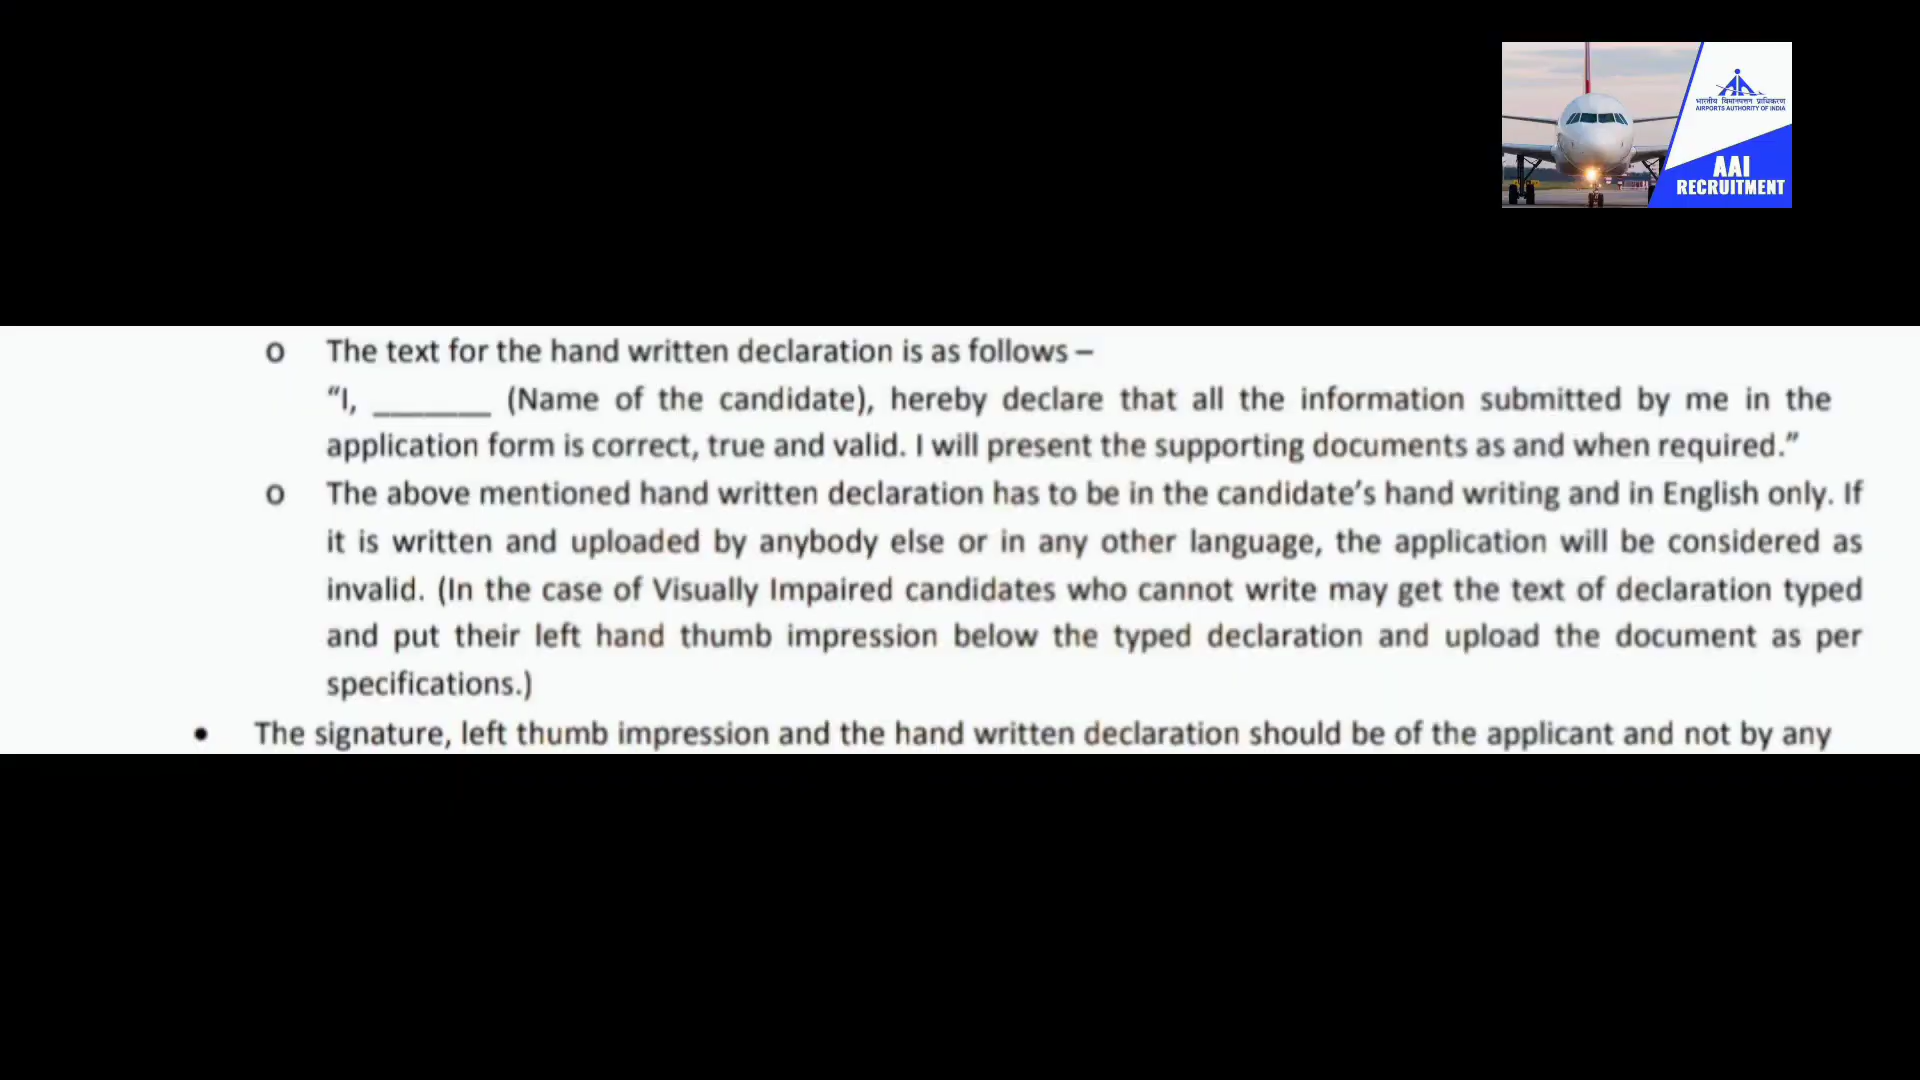 भारतीय विमानपत्तन प्राधिकरण
AIRPORTS AUTHORITY OF INDIA
AAI
RECRUITMENT
o The text for the hand written declaration is as follows –
“I, _______ (Name of the candidate), hereby declare that all the information submitted by me in the
application form is correct, true and valid. I will present the supporting documents as and when required.”
o The above mentioned hand written declaration has to be in the candidate’s hand writing and in English only. If
it is written and uploaded by anybody else or in any other language, the application will be considered as
invalid. (In the case of Visually Impaired candidates who cannot write may get the text of declaration typed
and put their left hand thumb impression below the typed declaration and upload the document as per
specifications.)
• The signature, left thumb impression and the hand written declaration should be of the applicant and not by any